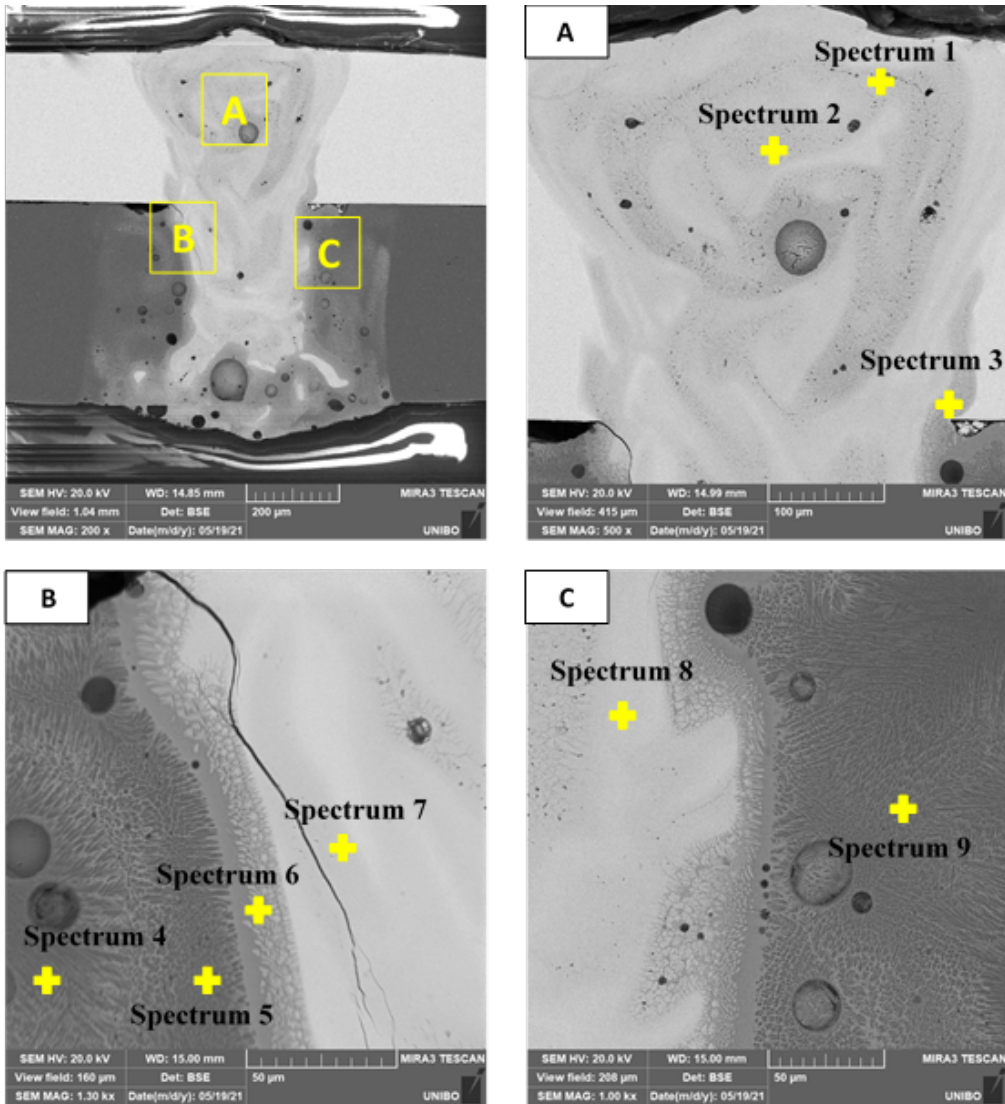 A
B
C
SEM HV: 20.0 kV WD: 14.85 mm MIRA3 TESCAN
View field: 1.04 mm Det: BSE 200 µm
SEM MAG: 200 x Date(m/d/y): 05/19/21 UNIBO
A
Spectrum 1
Spectrum 2
Spectrum 3
SEM HV: 20.0 kV WD: 14.99 mm MIRA3 TESCAN
View field: 415 µm Det: BSE 100 µm
SEM MAG: 500 x Date(m/d/y): 05/19/21 UNIBO
B
Spectrum 7
Spectrum 6
Spectrum 4
Spectrum 5
SEM HV: 20.0 kV WD: 15.00 mm MIRA3 TESCAN
View field: 160 µm Det: BSE 50 µm
SEM MAG: 1.30 kx Date(m/d/y): 05/19/21 UNIBO
C
Spectrum 8
Spectrum 9
SEM HV: 20.0 kV WD: 15.00 mm MIRA3 TESCAN
View field: 208 µm Det: BSE 50 µm
SEM MAG: 1.00 kx Date(m/d/y): 05/19/21 UNIBO